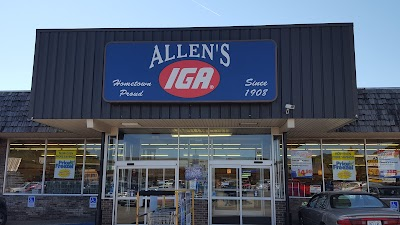 ALLEN'S
IGA
Hometown
Proud
Since
1908